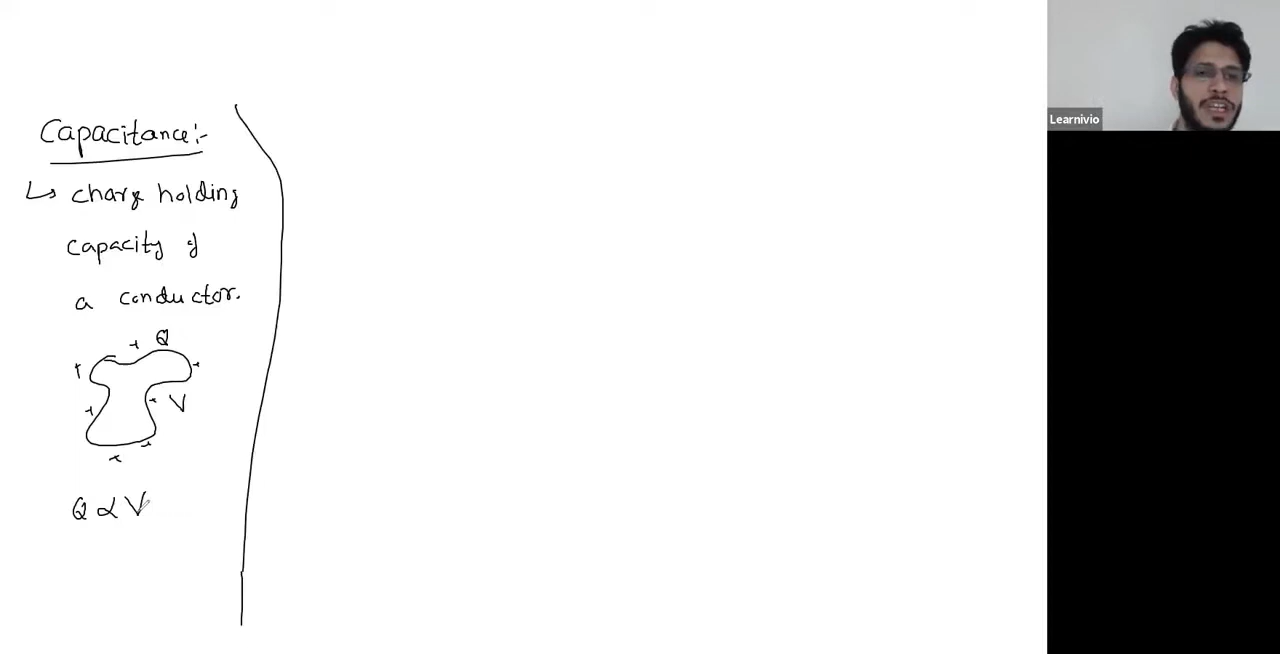 Capacitance:-
↳ charge holding
capacity of
a conductor.
+ Q
+ +
+ + V
+
+
Q ∝ V
Learnivio